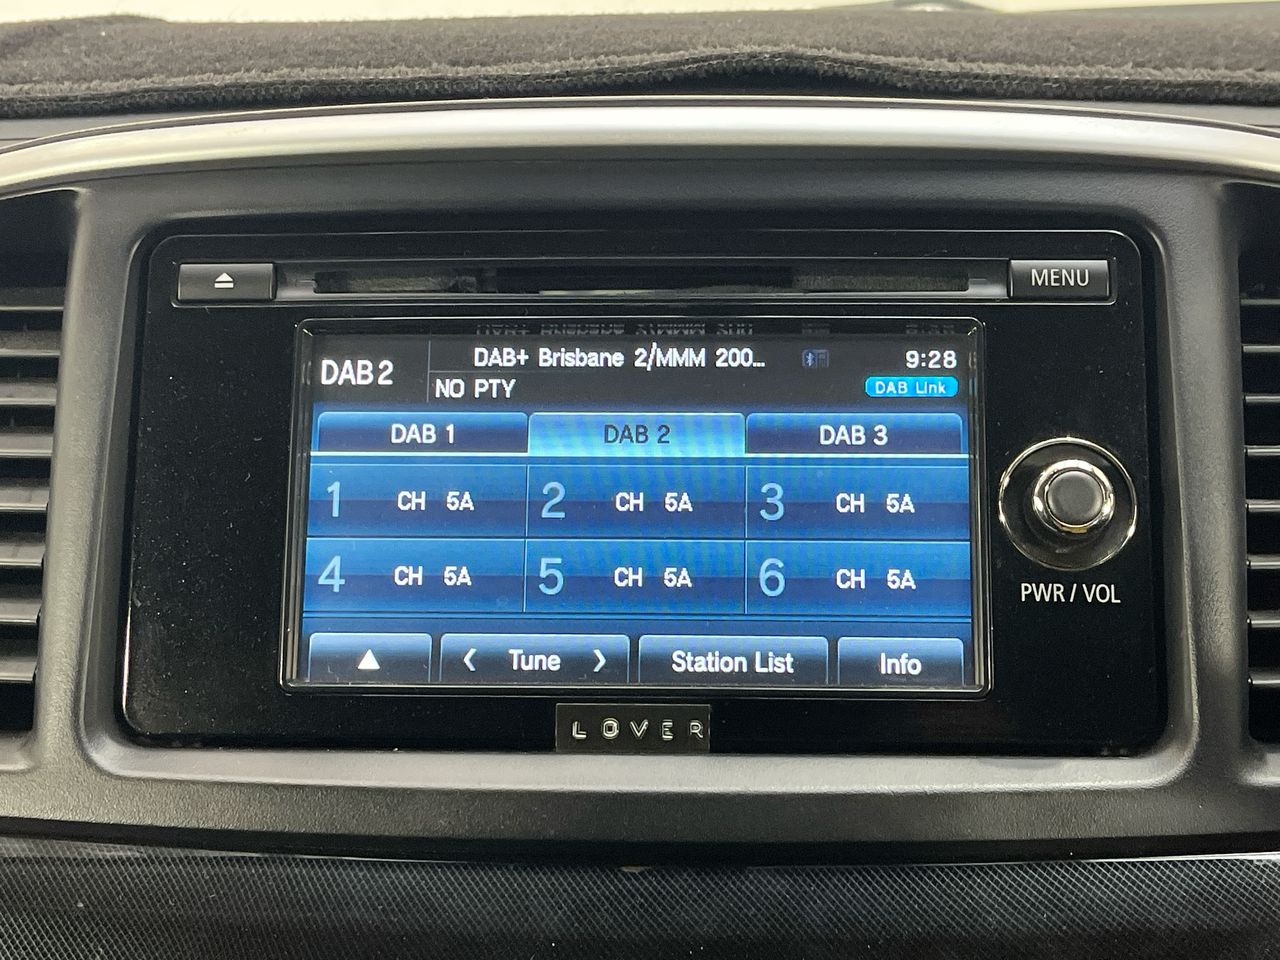 MENU
DAB2
DAB+ Brisbane 2/MMM 200...
9:28
NO PTY
DAB Link
DAB 1
DAB 2
DAB 3
1 CH 5A
2 CH 5A
3 CH 5A
4 CH 5A
5 CH 5A
6 CH 5A
Tune
Station List
Info
PWR / VOL
LOVER